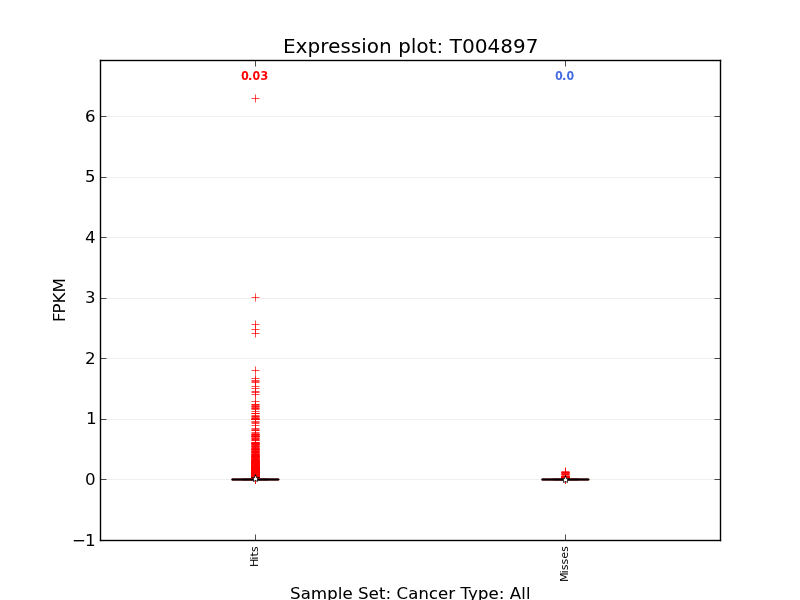 Expression plot: T004897
0.03
0.0
6
5
4
3
2
1
0
−1
FPKM
Hits
Misses
Sample Set: Cancer Type: All